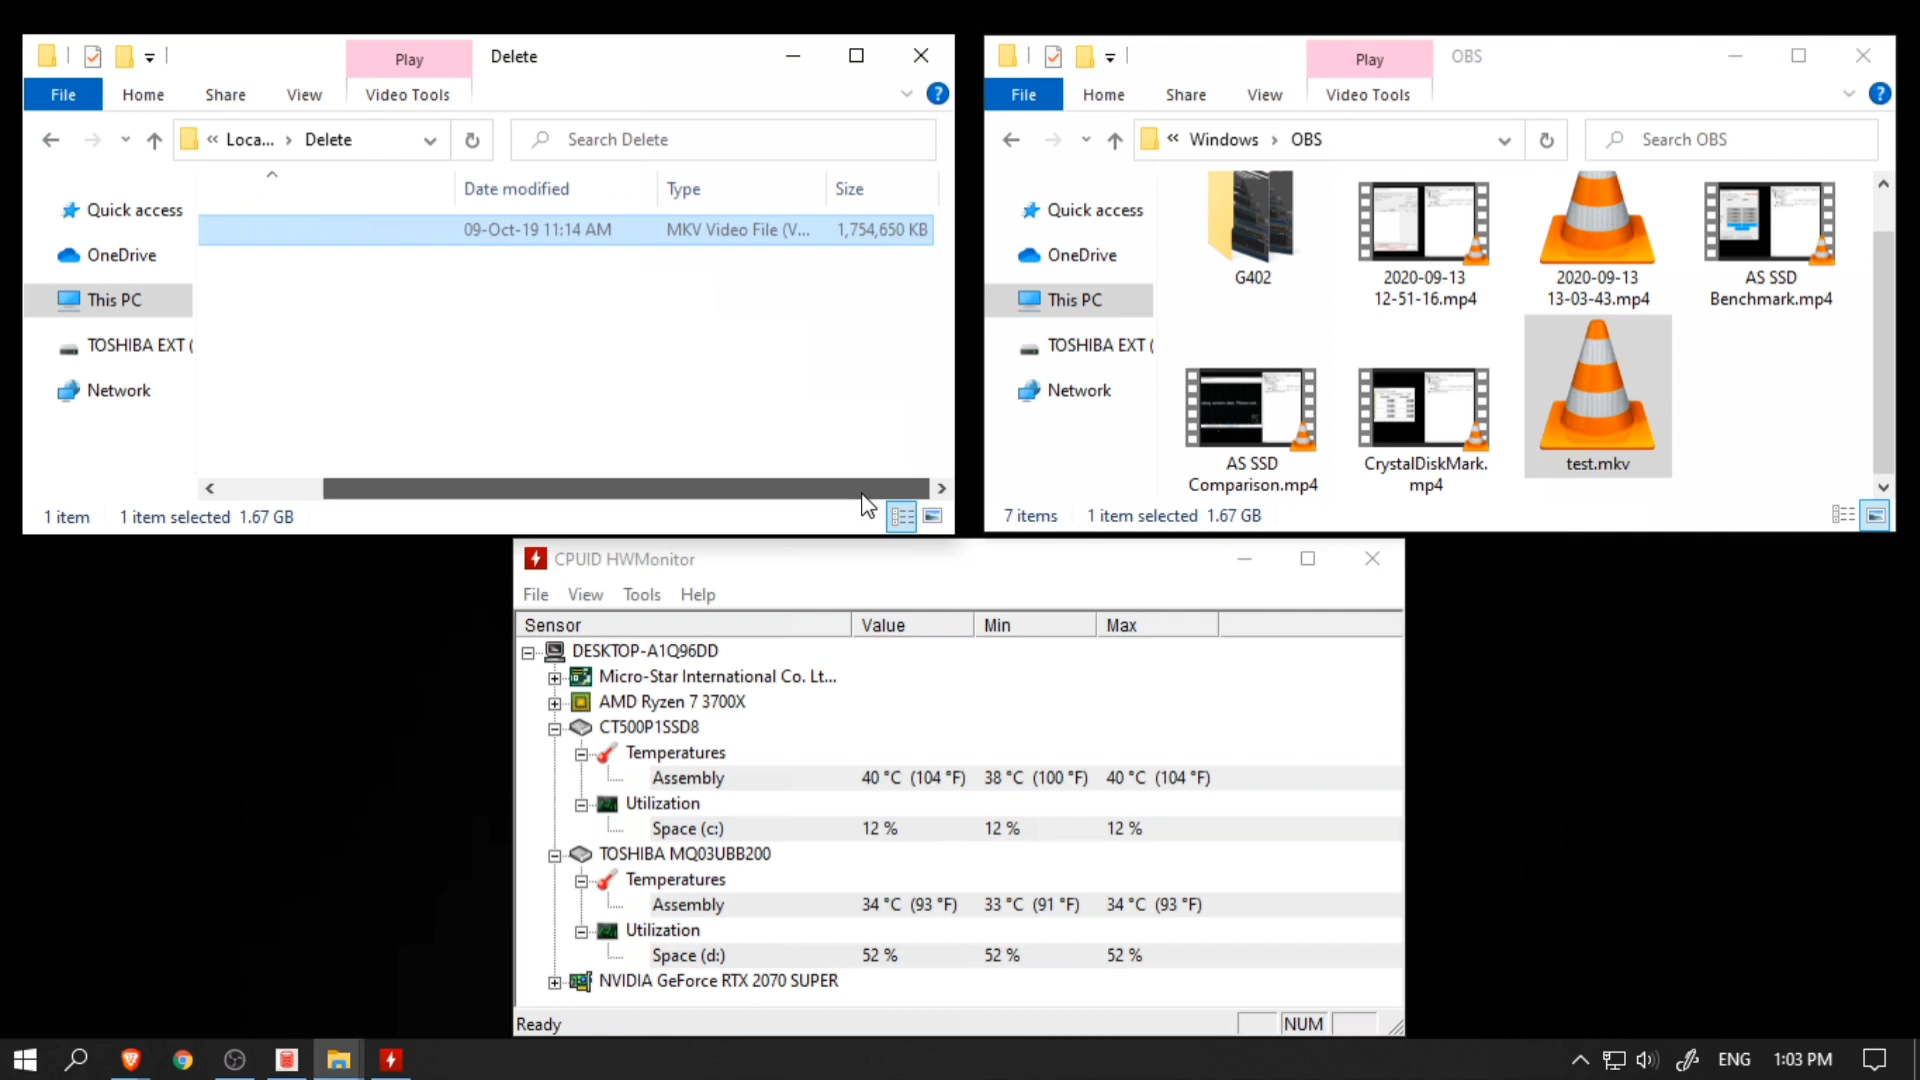 Play
Delete
File
Home
Share
View
Video Tools
« Loca... › Delete
Search Delete
Date modified
Type
Size
Quick access
09-Oct-19 11:14 AM
MKV Video File (V...
1,754,650 KB
OneDrive
This PC
TOSHIBA EXT (
Network
1 item
1 item selected 1.67 GB
Play
OBS
File
Home
Share
View
Video Tools
« Windows › OBS
Search OBS
Quick access
OneDrive
This PC
TOSHIBA EXT (
Network
G402
2020-09-13
12-51-16.mp4
2020-09-13
13-03-43.mp4
AS SSD
Benchmark.mp4
AS SSD
Comparison.mp4
CrystalDiskMark.
mp4
test.mkv
7 items
1 item selected 1.67 GB
CPUID HWMonitor
File
View
Tools
Help
Sensor
Value
Min
Max
DESKTOP-A1Q96DD
Micro-Star International Co. Lt...
AMD Ryzen 7 3700X
CT500P1SSD8
Temperatures
Assembly 40 °C (104 °F) 38 °C (100 °F) 40 °C (104 °F)
Utilization
Space (c:) 12 % 12 % 12 %
TOSHIBA MQ03UBB200
Temperatures
Assembly 34 °C (93 °F) 33 °C (91 °F) 34 °C (93 °F)
Utilization
Space (d:) 52 % 52 % 52 %
NVIDIA GeForce RTX 2070 SUPER
Ready
NUM
ENG
1:03 PM